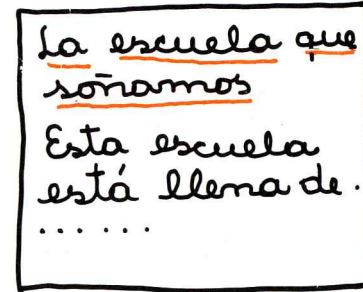 La escuela que
soñamos
Esta escuela
está llena de .
......